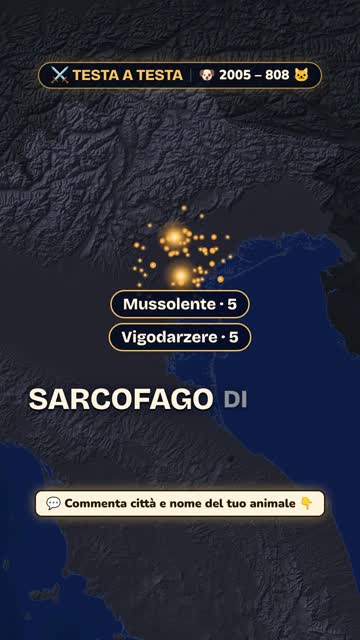 ⚔️ TESTA A TESTA | 🐶 2005 – 808 🐱
Mussolente · 5
Vigodarzere · 5
SARCOFAGO DI
💬 Commenta città e nome del tuo animale 👇